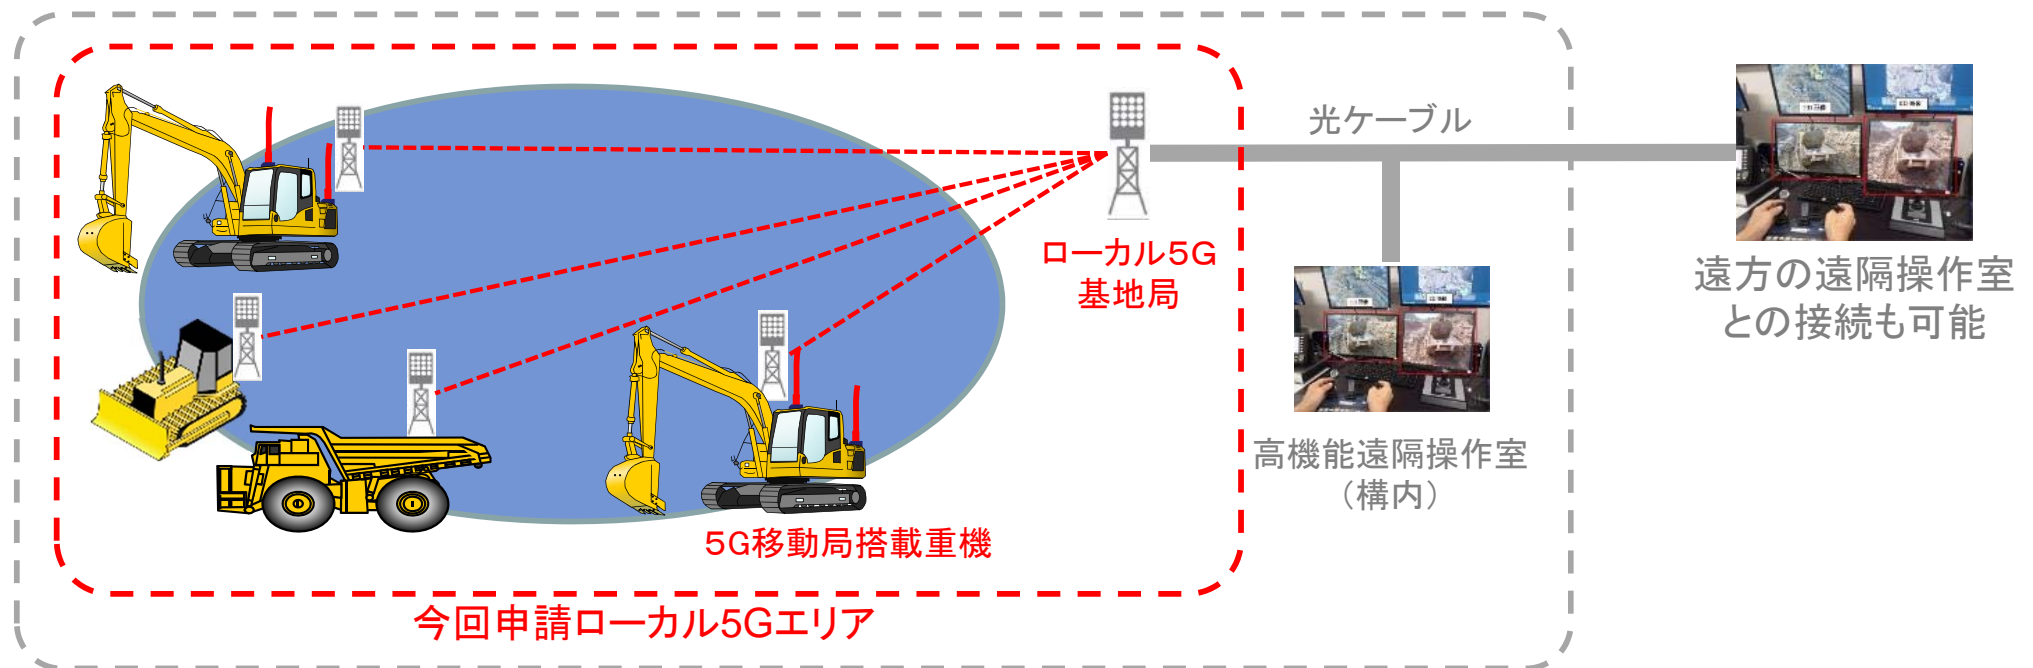 光ケーブル
ローカル5G
基地局
遠方の遠隔操作室
との接続も可能
高機能遠隔操作室
（構内）
5G移動局搭載重機
今回申請ローカル5Gエリア